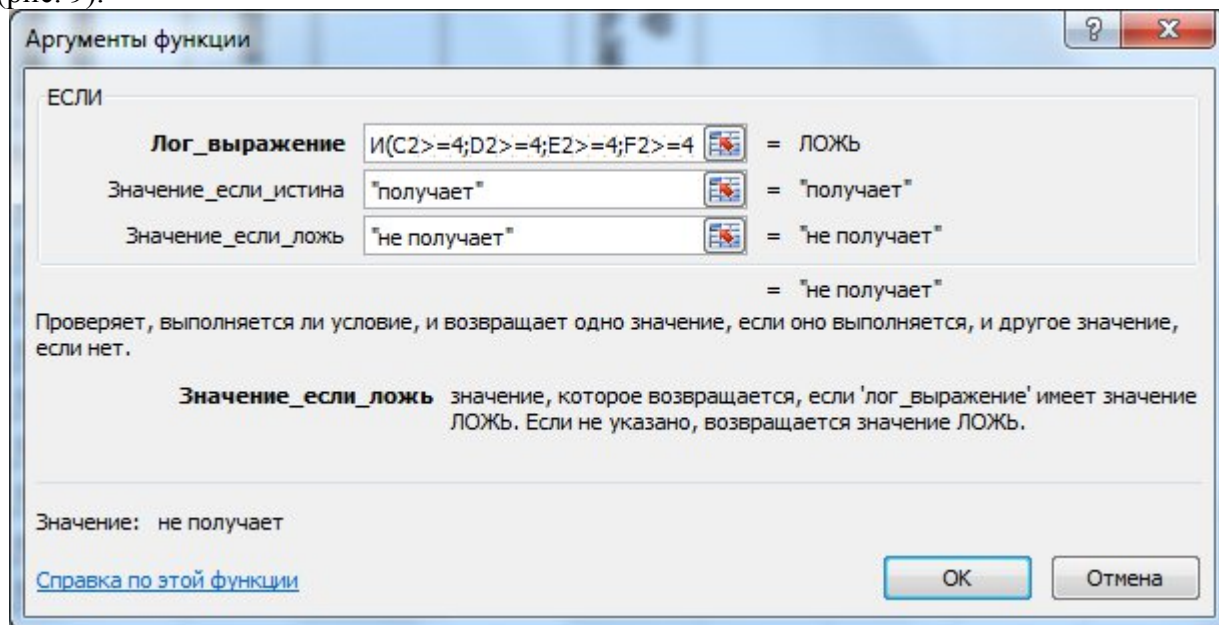 (рис. 9).
Аргументы функции
ЕСЛИ
Лог_выражение И(C2>=4;D2>=4;E2>=4;F2>=4 = ЛОЖЬ
Значение_если_истина "получает" = "получает"
Значение_если_ложь "не получает" = "не получает"
= "не получает"
Проверяет, выполняется ли условие, и возвращает одно значение, если оно выполняется, и другое значение,
если нет.
Значение_если_ложь значение, которое возвращается, если 'лог_выражение' имеет значение
ЛОЖЬ. Если не указано, возвращается значение ЛОЖЬ.
Значение: не получает
Справка по этой функции OK Отмена